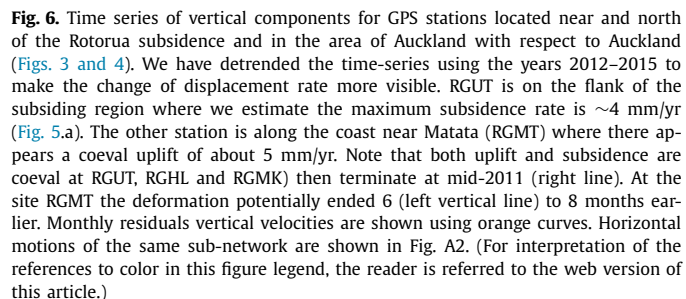 Fig. 6. Time series of vertical components for GPS stations located near and north
of the Rotorua subsidence and in the area of Auckland with respect to Auckland
(Figs. 3 and 4). We have detrended the time-series using the years 2012–2015 to
make the change of displacement rate more visible. RGUT is on the flank of the
subsiding region where we estimate the maximum subsidence rate is ∼4 mm/yr
(Fig. 5.a). The other station is along the coast near Matata (RGMT) where there ap-
pears a coeval uplift of about 5 mm/yr. Note that both uplift and subsidence are
coeval at RGUT, RGHL and RGMK) then terminate at mid-2011 (right line). At the
site RGMT the deformation potentially ended 6 (left vertical line) to 8 months ear-
lier. Monthly residuals vertical velocities are shown using orange curves. Horizontal
motions of the same sub-network are shown in Fig. A2. (For interpretation of the
references to color in this figure legend, the reader is referred to the web version of
this article.)